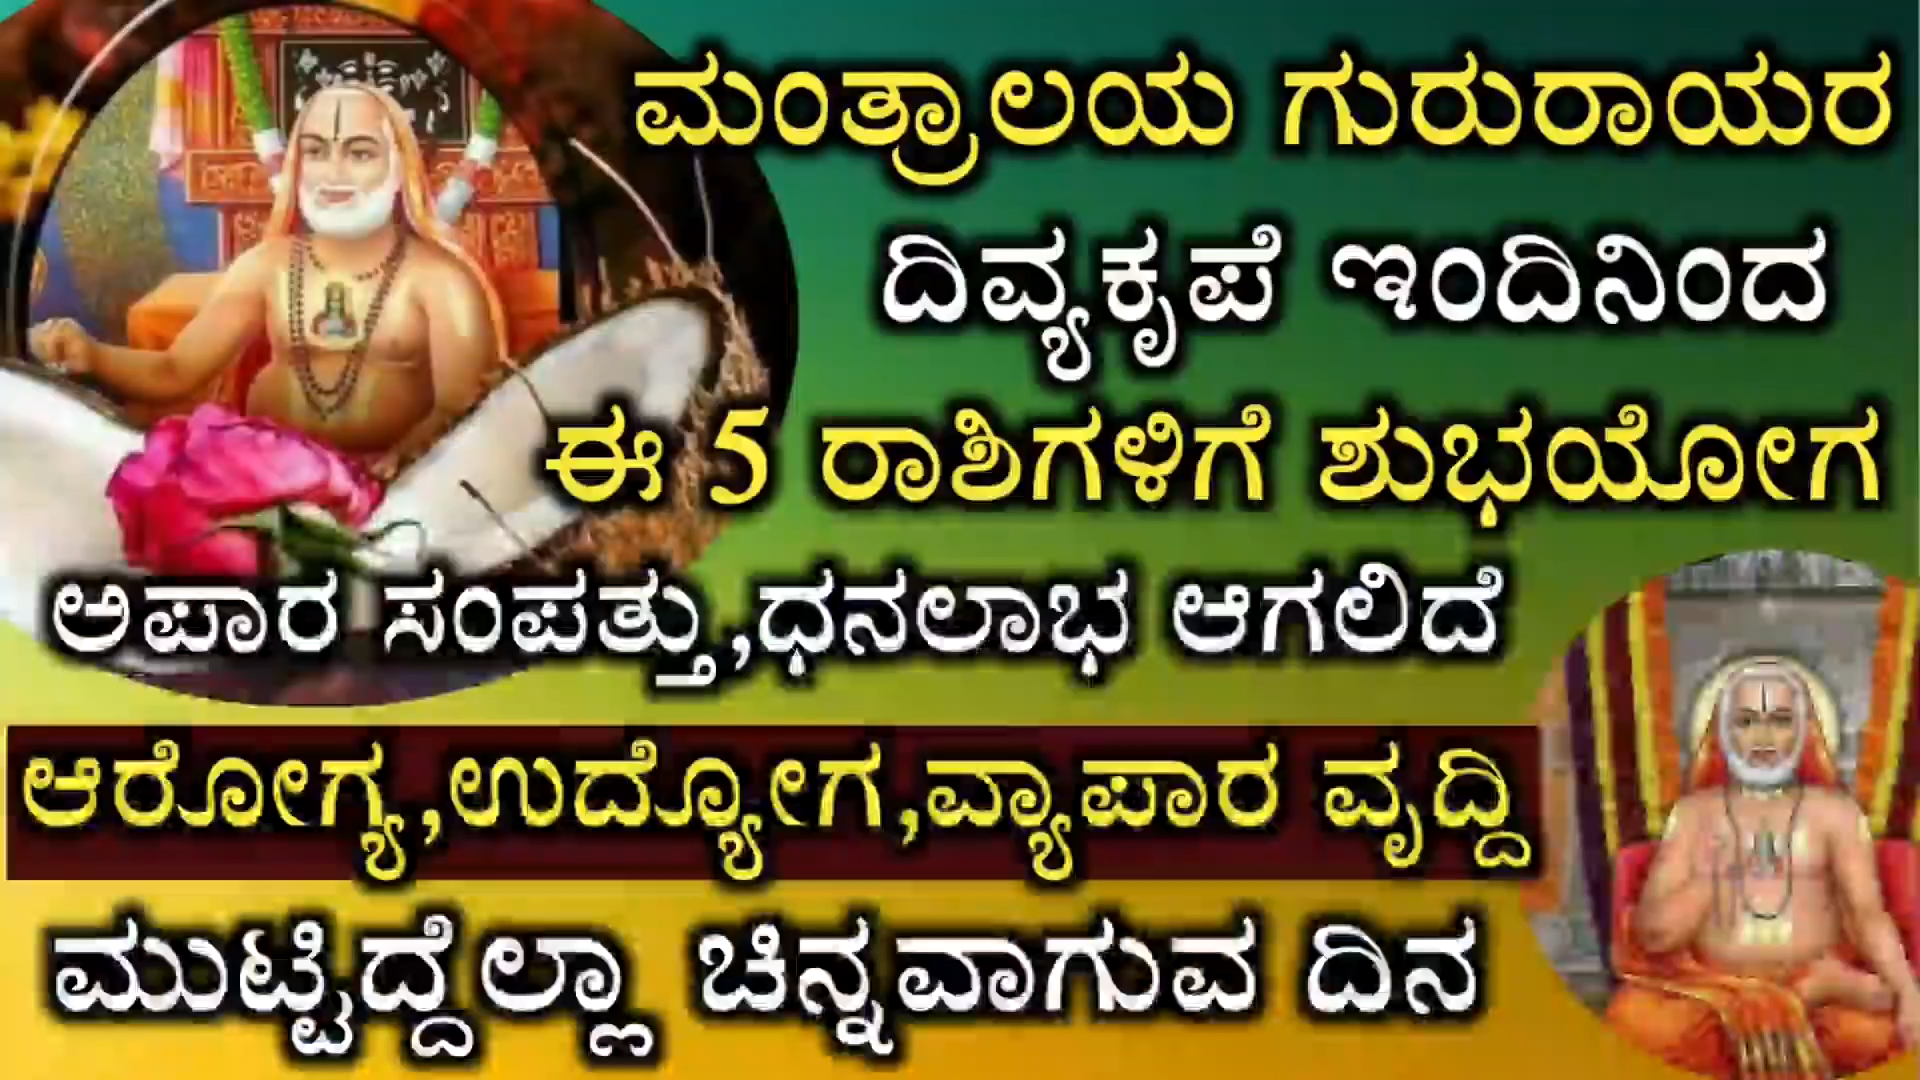 ಮಂತ್ರಾಲಯ ಗುರುರಾಯರ
ದಿವ್ಯಕೃಪೆ ಇಂದಿನಿಂದ
ಈ 5 ರಾಶಿಗಳಿಗೆ ಶುಭಯೋಗ
ಅಪಾರ ಸಂಪತ್ತು,ಧನಲಾಭ ಆಗಲಿದೆ
ಆರೋಗ್ಯ,ಉದ್ಯೋಗ,ವ್ಯಾಪಾರ ವೃದ್ದಿ
ಮುಟ್ಟಿದ್ದೆಲ್ಲಾ ಚಿನ್ನವಾಗುವ ದಿನ